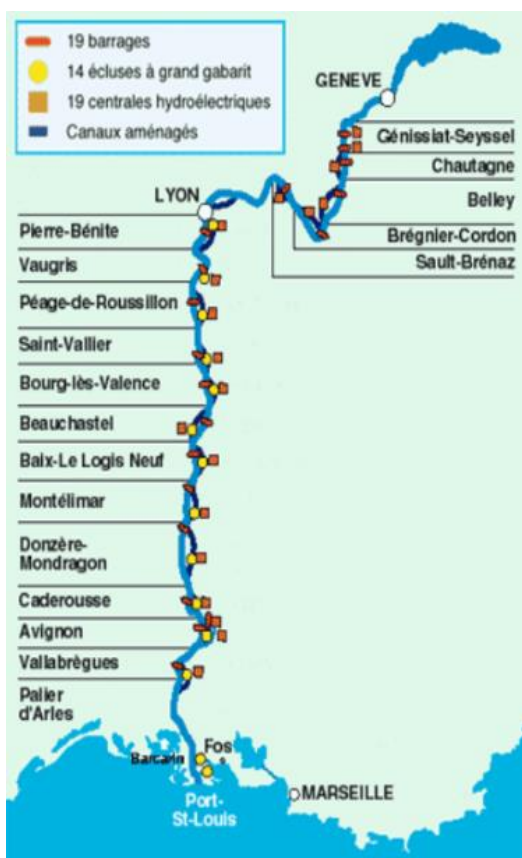 19 barrages
14 écluses à grand gabarit
19 centrales hydroélectriques
Canaux aménagés
GENEVE
Génissiat-Seyssel
Chautagne
Belley
Brégnier-Cordon
Sault-Brénaz
LYON
Pierre-Bénite
Vaugris
Péage-de-Roussillon
Saint-Vallier
Bourg-lès-Valence
Beauchastel
Baix-Le Logis Neuf
Montélimar
Donzère-
Mondragon
Caderousse
Avignon
Vallabrègues
Palier
d'Arles
Barcarin
Fos
Port-
St-Louis
MARSEILLE